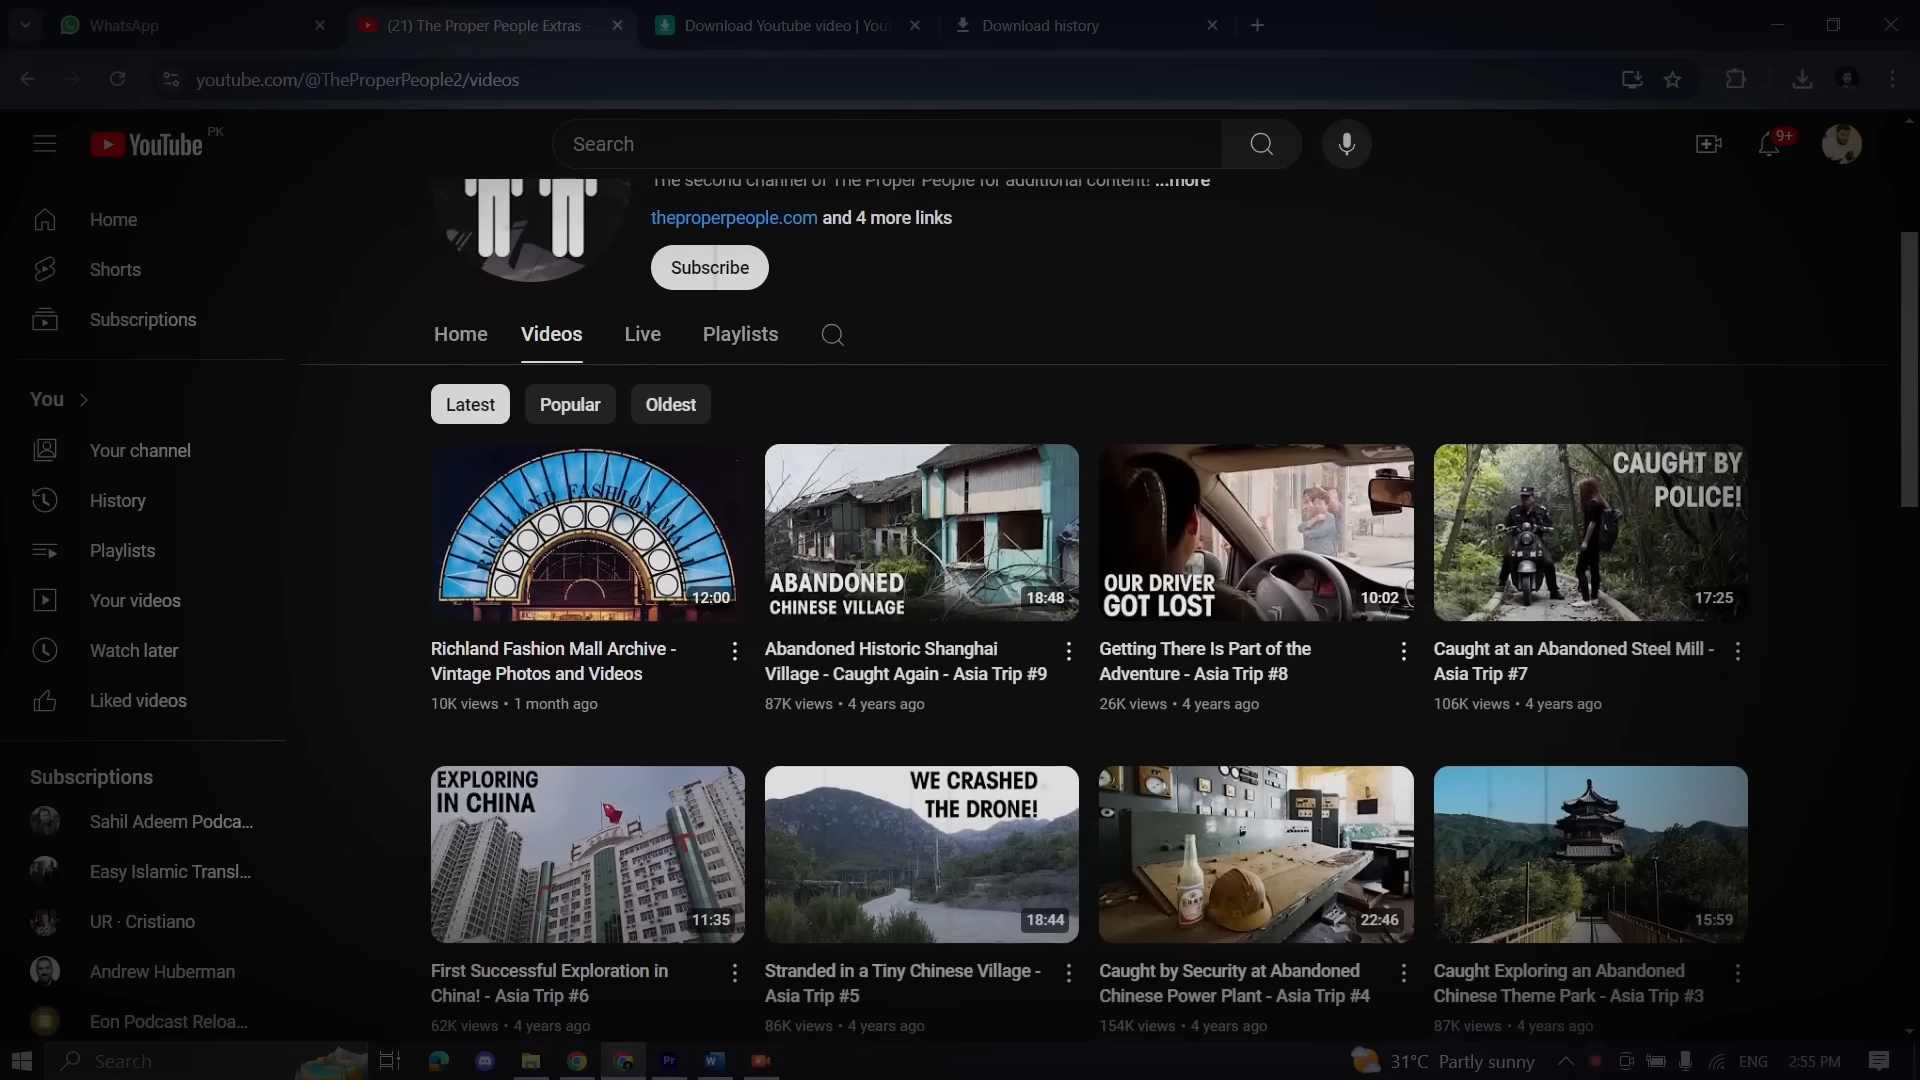 WhatsApp
(21) The Proper People Extras -
Download Youtube video | You
Download history
youtube.com/@TheProperPeople2/videos
YouTube PK
Search
9+
The second channel of The Proper People for additional content! ...more
theproperpeople.com and 4 more links
Subscribe
Home
Shorts
Subscriptions
Home Videos Live Playlists
Latest Popular Oldest
You
Your channel
History
Playlists
Your videos
Watch later
Liked videos
Subscriptions
Sahil Adeem Podca...
Easy Islamic Transl...
UR · Cristiano
Andrew Huberman
Eon Podcast Reloa...
RICHLAND FASHION MALL
12:00
Richland Fashion Mall Archive -
Vintage Photos and Videos
10K views • 1 month ago
ABANDONED
CHINESE VILLAGE
18:48
Abandoned Historic Shanghai
Village - Caught Again - Asia Trip #9
87K views • 4 years ago
OUR DRIVER
GOT LOST
10:02
Getting There Is Part of the
Adventure - Asia Trip #8
26K views • 4 years ago
CAUGHT BY
POLICE!
17:25
Caught at an Abandoned Steel Mill -
Asia Trip #7
106K views • 4 years ago
EXPLORING
IN CHINA
11:35
First Successful Exploration in
China! - Asia Trip #6
62K views • 4 years ago
WE CRASHED
THE DRONE!
18:44
Stranded in a Tiny Chinese Village -
Asia Trip #5
86K views • 4 years ago
22:46
Caught by Security at Abandoned
Chinese Power Plant - Asia Trip #4
154K views • 4 years ago
15:59
Caught Exploring an Abandoned
Chinese Theme Park - Asia Trip #3
87K views • 4 years ago
Search
Pr
W
31°C Partly sunny
ENG
2:55 PM